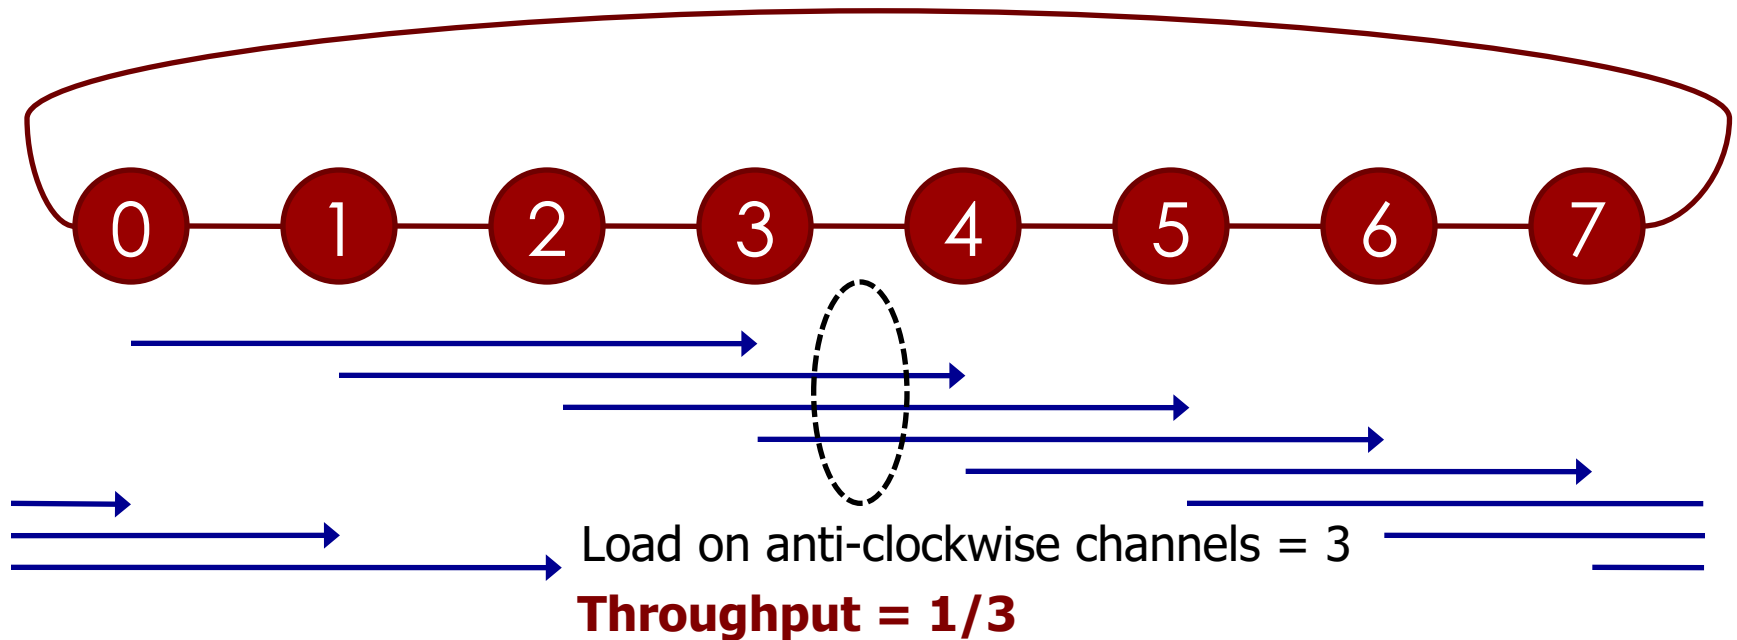 0 1 2 3 4 5 6 7
Load on anti-clockwise channels = 3
Throughput = 1/3